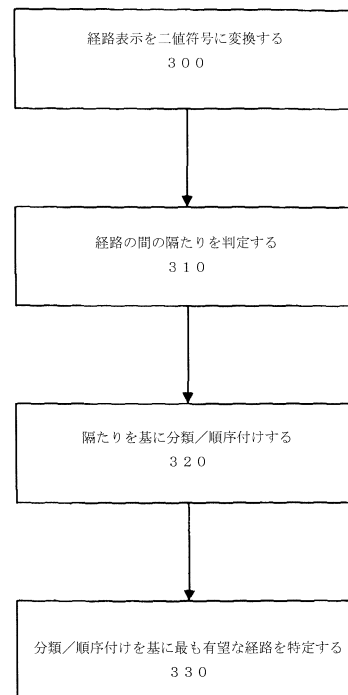 経路表示を二値符号に変換する
３００
経路の間の隔たりを判定する
３１０
隔たりを基に分類／順序付けする
３２０
分類／順序付けを基に最も有望な経路を特定する
３３０